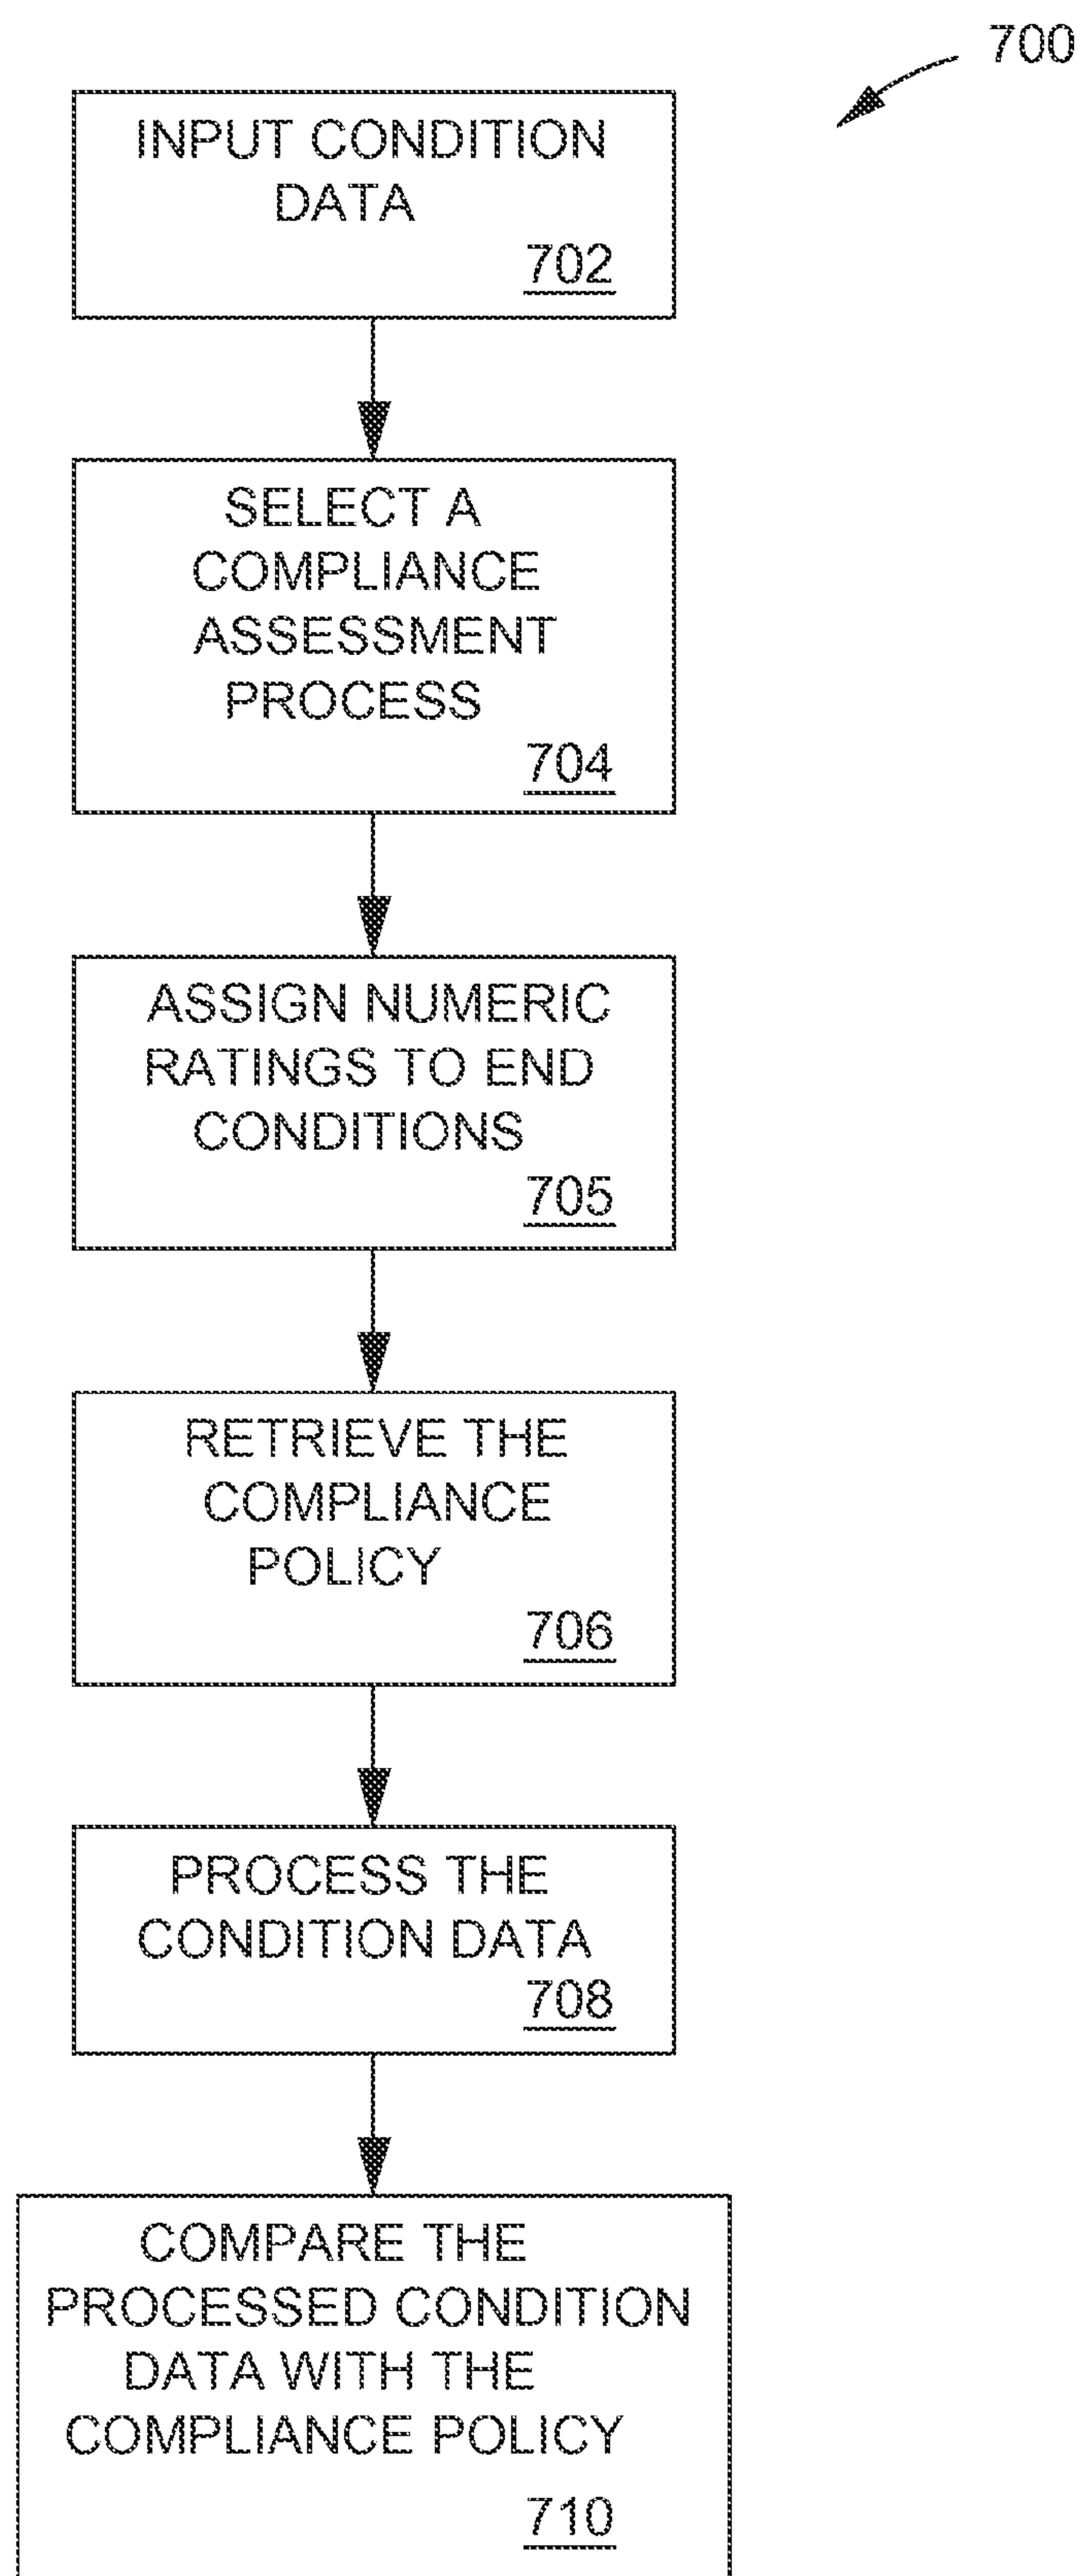 700
INPUT CONDITION
DATA
702
SELECT A
COMPLIANCE
ASSESSMENT
PROCESS
704
ASSIGN NUMERIC
RATINGS TO END
CONDITIONS
705
RETRIEVE THE
COMPLIANCE
POLICY
706
PROCESS THE
CONDITION DATA
708
COMPARE THE
PROCESSED CONDITION
DATA WITH THE
COMPLIANCE POLICY
710